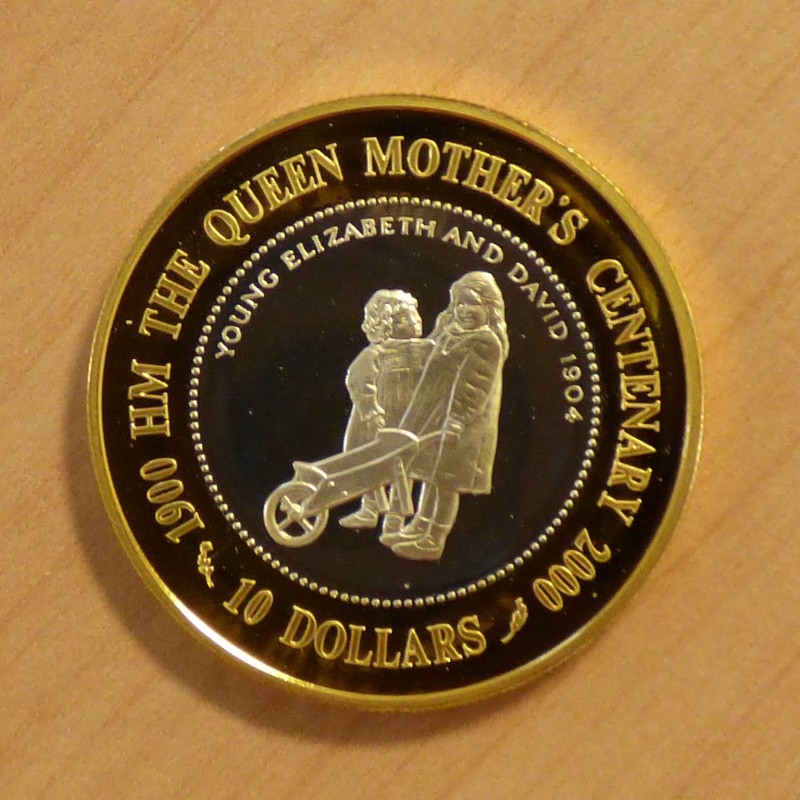 1900 HM THE QUEEN MOTHER'S CENTENARY 2000
YOUNG ELIZABETH AND DAVID 1904
10 DOLLARS